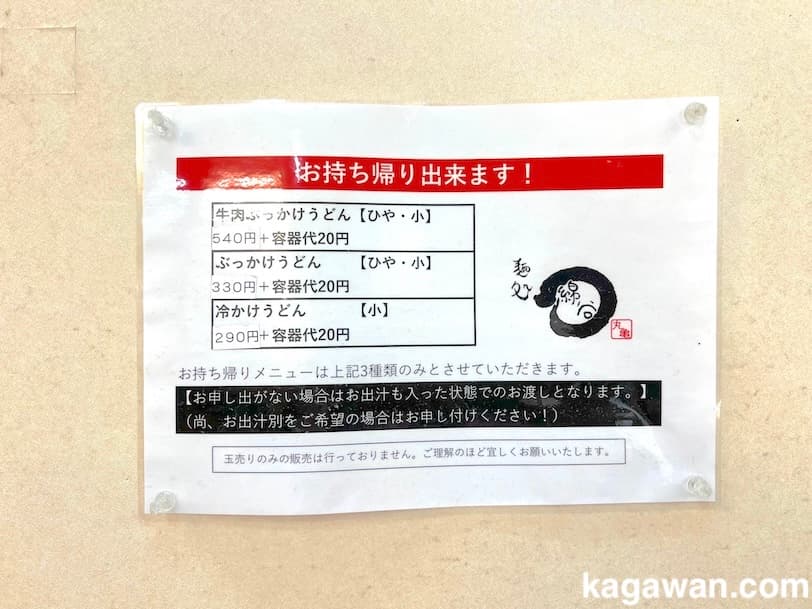 お持ち帰り出来ます！
牛肉ぶっかけうどん【ひや・小】
540円＋容器代20円
ぶっかけうどん　　【ひや・小】
330円＋容器代20円
冷かけうどん　　　【小】
290円＋容器代20円
麺処
綿谷
丸亀
お持ち帰りメニューは上記3種類のみとさせていただきます。
【お申し出がない場合はお出汁も入った状態でのお渡しとなります。】
（尚、お出汁別をご希望の場合はお申し付けください！）
玉売りのみの販売は行っておりません。ご理解のほど宜しくお願いいたします。
kagawan.com